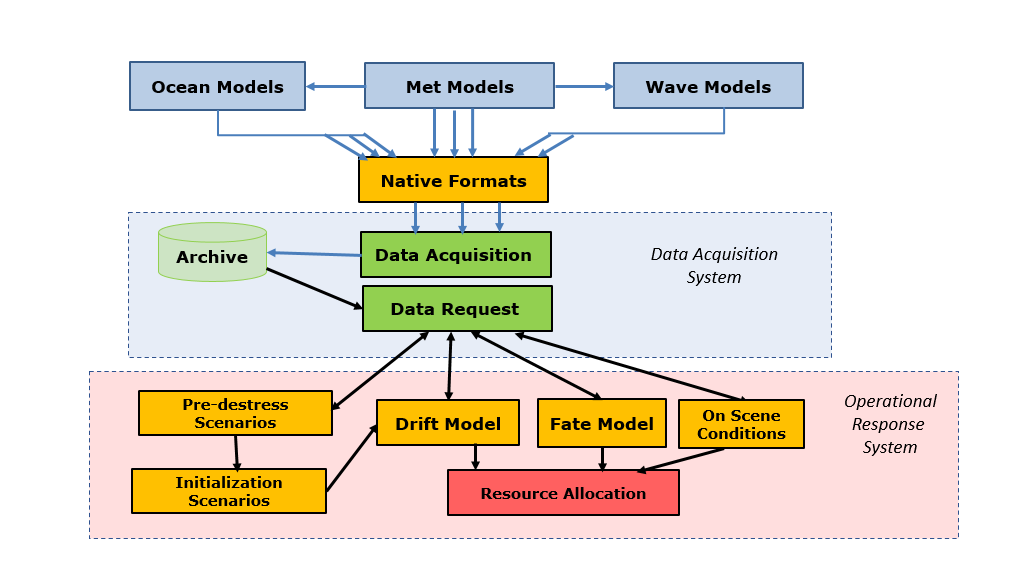 Ocean Models
Met Models
Wave Models
Native Formats
Archive
Data Acquisition
Data Acquisition
System
Data Request
Pre-destress
Scenarios
Drift Model
Fate Model
On Scene
Conditions
Operational
Response
System
Initialization
Scenarios
Resource Allocation